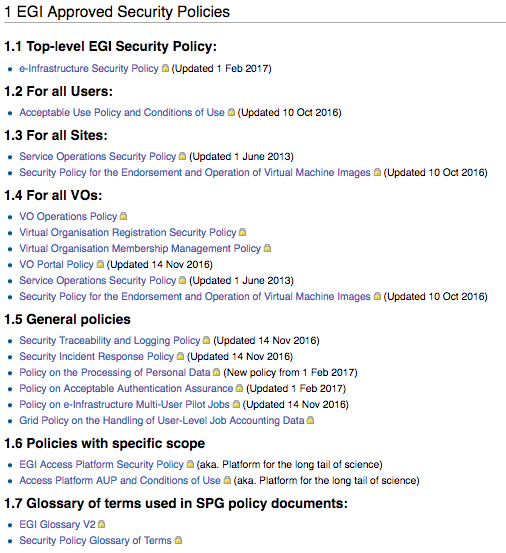 1 EGI Approved Security Policies
1.1 Top-level EGI Security Policy:
e-Infrastructure Security Policy (Updated 1 Feb 2017)
1.2 For all Users:
Acceptable Use Policy and Conditions of Use (Updated 10 Oct 2016)
1.3 For all Sites:
Service Operations Security Policy (Updated 1 June 2013)
Security Policy for the Endorsement and Operation of Virtual Machine Images (Updated 10 Oct 2016)
1.4 For all VOs:
VO Operations Policy
Virtual Organisation Registration Security Policy
Virtual Organisation Membership Management Policy
VO Portal Policy (Updated 14 Nov 2016)
Service Operations Security Policy (Updated 1 June 2013)
Security Policy for the Endorsement and Operation of Virtual Machine Images (Updated 10 Oct 2016)
1.5 General policies
Security Traceability and Logging Policy (Updated 14 Nov 2016)
Security Incident Response Policy (Updated 14 Nov 2016)
Policy on the Processing of Personal Data (New policy from 1 Feb 2017)
Policy on Acceptable Authentication Assurance (Updated 1 Feb 2017)
Policy on e-Infrastructure Multi-User Pilot Jobs (Updated 14 Nov 2016)
Grid Policy on the Handling of User-Level Job Accounting Data
1.6 Policies with specific scope
EGI Access Platform Security Policy (aka. Platform for the long tail of science)
Access Platform AUP and Conditions of Use (aka. Platform for the long tail of science)
1.7 Glossary of terms used in SPG policy documents:
EGI Glossary V2
Security Policy Glossary of Terms